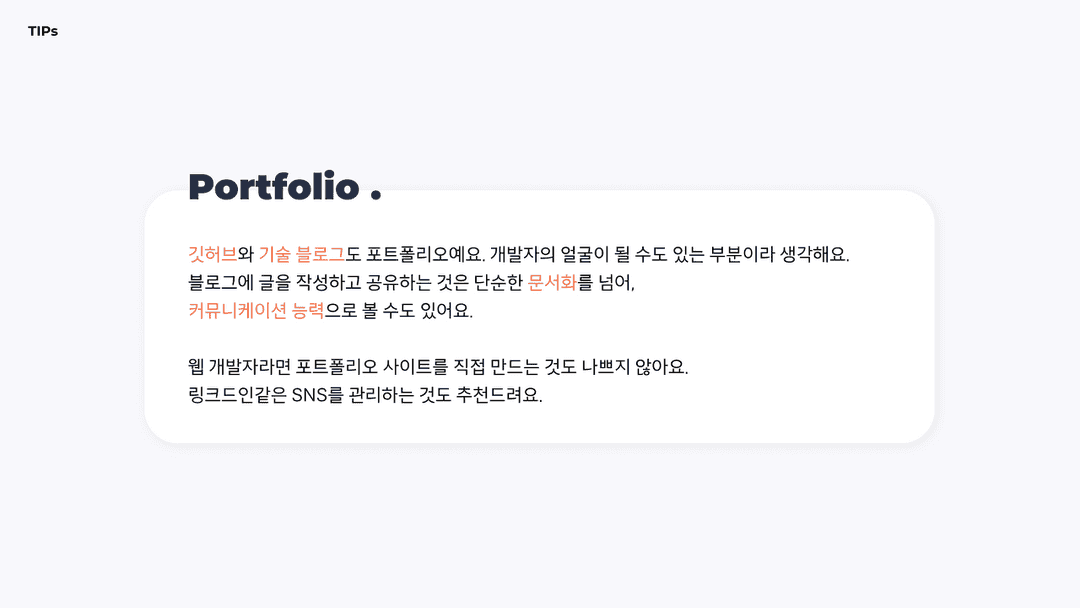 TIPs
Portfolio .
깃허브와 기술 블로그도 포트폴리오예요. 개발자의 얼굴이 될 수도 있는 부분이라 생각해요.
블로그에 글을 작성하고 공유하는 것은 단순한 문서화를 넘어,
커뮤니케이션 능력으로 볼 수도 있어요.
웹 개발자라면 포트폴리오 사이트를 직접 만드는 것도 나쁘지 않아요.
링크드인같은 SNS를 관리하는 것도 추천드려요.